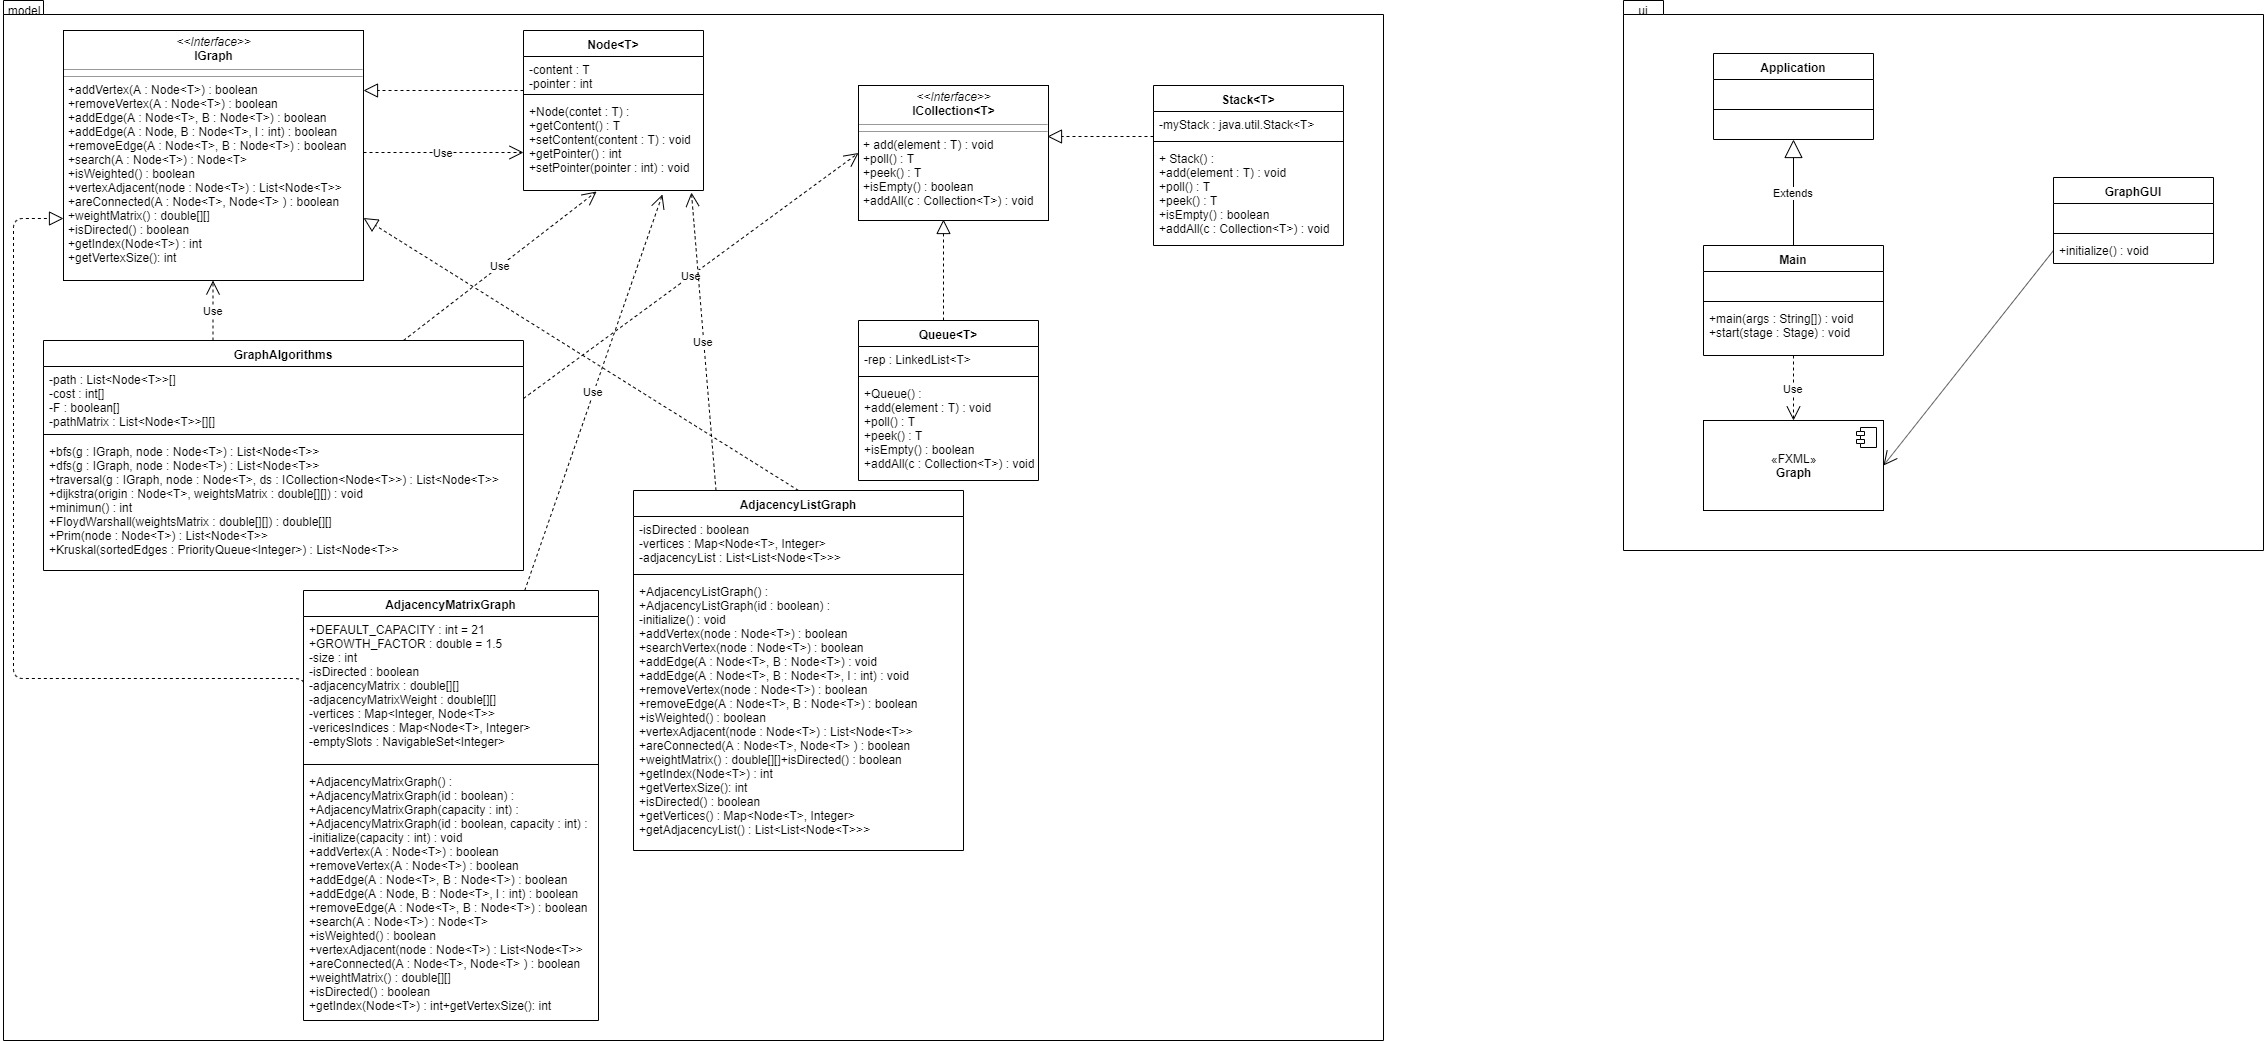 model
<<Interface>>
IGraph
+addVertex(A : Node<T>) : boolean
+removeVertex(A : Node<T>) : boolean
+addEdge(A : Node<T>, B : Node<T>) : boolean
+addEdge(A : Node, B : Node<T>, l : int) : boolean
+removeEdge(A : Node<T>, B : Node<T>) : boolean
+search(A : Node<T>) : Node<T>
+isWeighted() : boolean
+vertexAdjacent(node : Node<T>) : List<Node<T>>
+areConnected(A : Node<T>, Node<T> ) : boolean
+weightMatrix() : double[][]
+isDirected() : boolean
+getIndex(Node<T>) : int
+getVertexSize(): int
Node<T>
-content : T
-pointer : int
+Node(contet : T) :
+getContent() : T
+setContent(content : T) : void
+getPointer() : int
+setPointer(pointer : int) : void
Use
<<Interface>>
ICollection<T>
+ add(element : T) : void
+poll() : T
+peek() : T
+isEmpty() : boolean
+addAll(c : Collection<T>) : void
Stack<T>
-myStack : java.util.Stack<T>
+ Stack() :
+add(element : T) : void
+poll() : T
+peek() : T
+isEmpty() : boolean
+addAll(c : Collection<T>) : void
Use
Use
Use
Use
Use
GraphAlgorithms
-path : List<Node<T>>[]
-cost : int[]
-F : boolean[]
-pathMatrix : List<Node<T>>[][]
+bfs(g : IGraph, node : Node<T>) : List<Node<T>>
+dfs(g : IGraph, node : Node<T>) : List<Node<T>>
+traversal(g : IGraph, node : Node<T>, ds : ICollection<Node<T>>) : List<Node<T>>
+dijkstra(origin : Node<T>, weightsMatrix : double[][]) : void
+minimun() : int
+FloydWarshall(weightsMatrix : double[][]) : double[][]
+Prim(node : Node<T>) : List<Node<T>>
+Kruskal(sortedEdges : PriorityQueue<Integer>) : List<Node<T>>
Queue<T>
-rep : LinkedList<T>
+Queue() :
+add(element : T) : void
+poll() : T
+peek() : T
+isEmpty() : boolean
+addAll(c : Collection<T>) : void
AdjacencyListGraph
-isDirected : boolean
-vertices : Map<Node<T>, Integer>
-adjacencyList : List<List<Node<T>>>
+AdjacencyListGraph() :
+AdjacencyListGraph(id : boolean) :
-initialize() : void
+addVertex(node : Node<T>) : boolean
+searchVertex(node : Node<T>) : boolean
+addEdge(A : Node<T>, B : Node<T>) : void
+addEdge(A : Node<T>, B : Node<T>, l : int) : void
+removeVertex(node : Node<T>) : boolean
+removeEdge(A : Node<T>, B : Node<T>) : boolean
+isWeighted() : boolean
+vertexAdjacent(node : Node<T>) : List<Node<T>>
+areConnected(A : Node<T>, Node<T> ) : boolean
+weightMatrix() : double[][]+isDirected() : boolean
+getIndex(Node<T>) : int
+getVertexSize(): int
+isDirected() : boolean
+getVertices() : Map<Node<T>, Integer>
+getAdjacencyList() : List<List<Node<T>>>
AdjacencyMatrixGraph
+DEFAULT_CAPACITY : int = 21
+GROWTH_FACTOR : double = 1.5
-size : int
-isDirected : boolean
-adjacencyMatrix : double[][]
-adjacencyMatrixWeight : double[][]
-vertices : Map<Integer, Node<T>>
-vericesIndices : Map<Node<T>, Integer>
-emptySlots : NavigableSet<Integer>
+AdjacencyMatrixGraph() :
+AdjacencyMatrixGraph(id : boolean) :
+AdjacencyMatrixGraph(capacity : int) :
+AdjacencyMatrixGraph(id : boolean, capacity : int) :
-initialize(capacity : int) : void
+addVertex(A : Node<T>) : boolean
+removeVertex(A : Node<T>) : boolean
+addEdge(A : Node<T>, B : Node<T>) : boolean
+addEdge(A : Node, B : Node<T>, l : int) : boolean
+removeEdge(A : Node<T>, B : Node<T>) : boolean
+search(A : Node<T>) : Node<T>
+isWeighted() : boolean
+vertexAdjacent(node : Node<T>) : List<Node<T>>
+areConnected(A : Node<T>, Node<T> ) : boolean
+weightMatrix() : double[][]
+isDirected() : boolean
+getIndex(Node<T>) : int+getVertexSize(): int
ui
Application
Extends
Main
+main(args : String[]) : void
+start(stage : Stage) : void
Use
«FXML»
Graph
GraphGUI
+initialize() : void